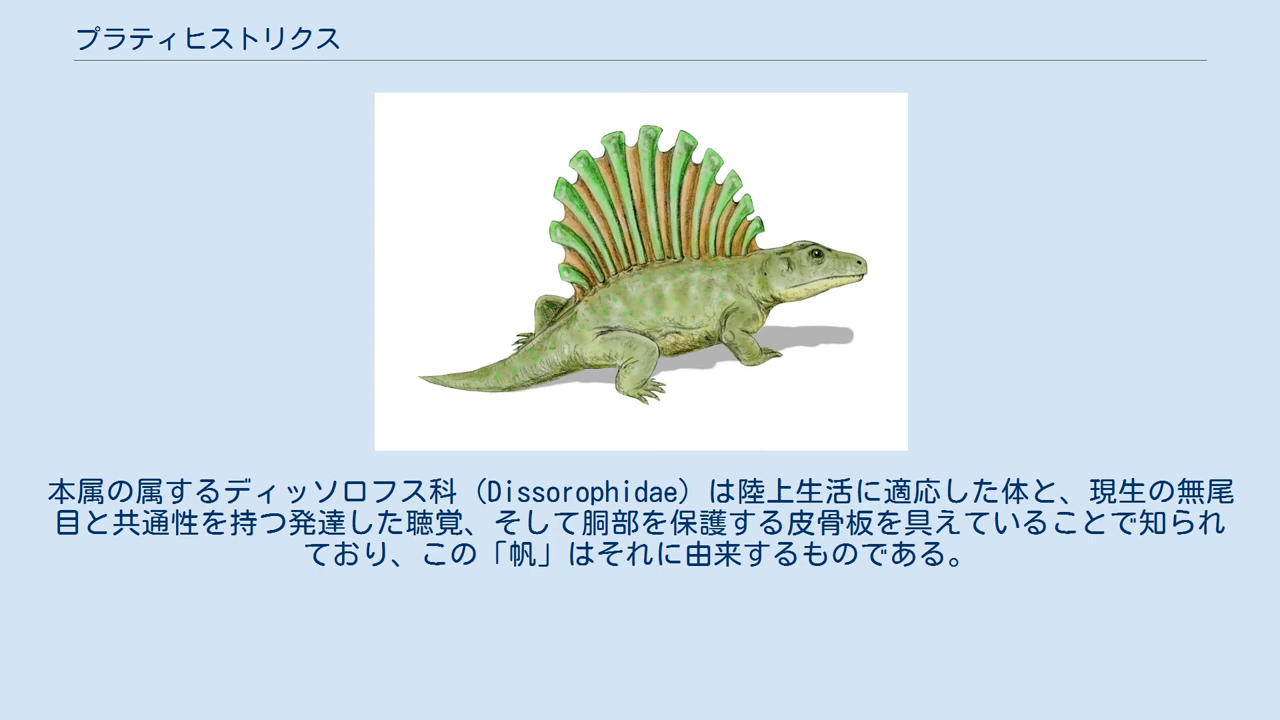 プラティヒストリクス
本属の属するディッソロフス科（Dissorophidae）は陸上生活に適応した体と、現生の無尾
目と共通性を持つ発達した聴覚、そして胴部を保護する皮骨板を具えていることで知られ
ており、この「帆」はそれに由来するものである。